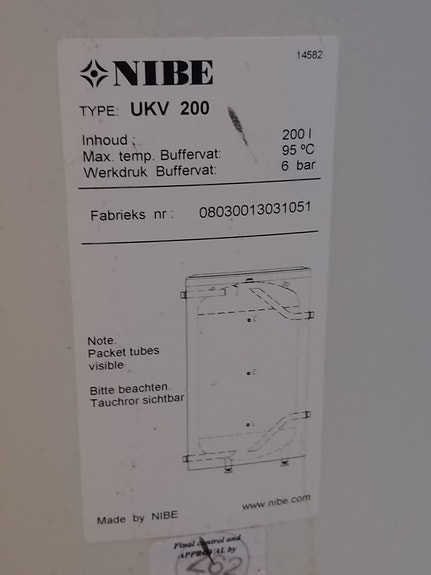 14582
NIBE
TYPE: UKV 200
Inhoud : 200 l
Max. temp. Buffervat: 95 ºC
Werkdruk Buffervat: 6 bar
Fabrieks nr : 08030013031051
C
C
C
Note.
Packet tubes
visible
Bitte beachten.
Tauchror sichtbar
Made by NIBE
www.nibe.com
Final control and
APPROVAL by